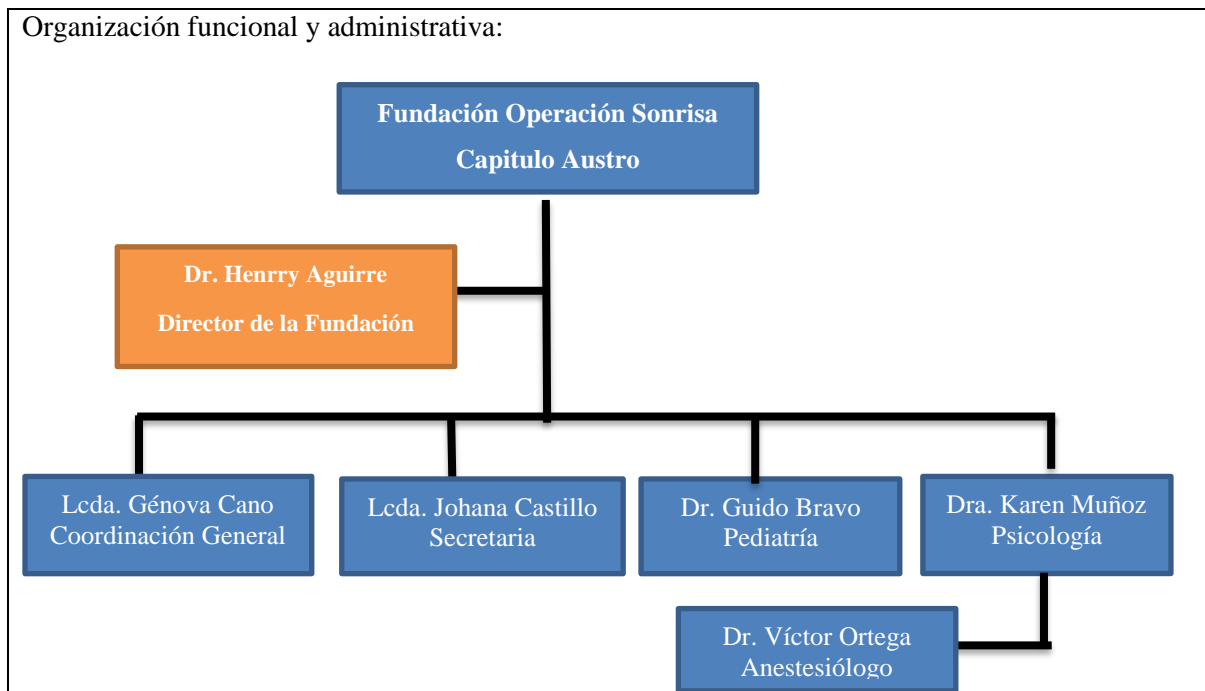 Organización funcional y administrativa:
Fundación Operación Sonrisa
Capitulo Austro
Dr. Henrry Aguirre
Director de la Fundación
Lcda. Génova Cano
Coordinación General
Lcda. Johana Castillo
Secretaria
Dr. Guido Bravo
Pediatría
Dra. Karen Muñoz
Psicología
Dr. Víctor Ortega
Anestesiólogo